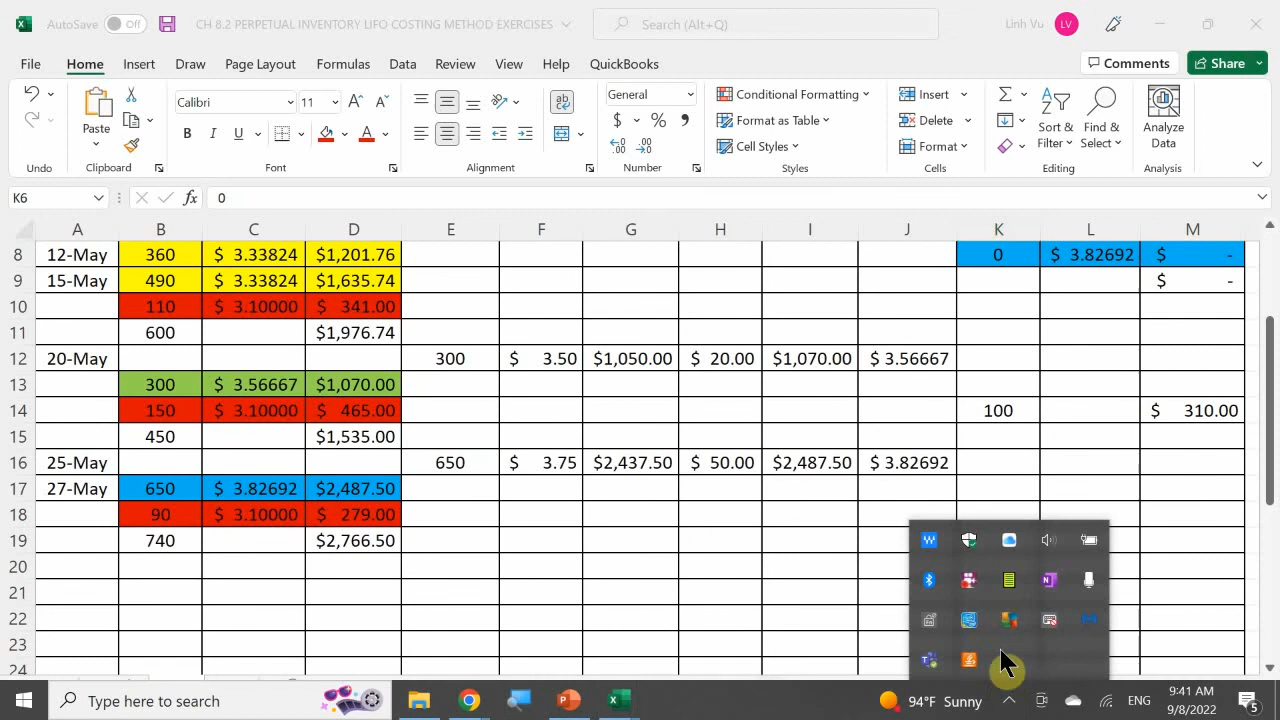 AutoSave Off CH 8.2 PERPETUAL INVENTORY LIFO COSTING METHOD EXERCISES Search (Alt+Q) Linh Vu LV
File Home Insert Draw Page Layout Formulas Data Review View Help QuickBooks Comments Share
Paste Calibri 11 General Conditional Formatting Insert
B I U $ % Format as Table Delete Sort & Filter Find & Select Analyze Data
Cell Styles Format
Undo Clipboard Font Alignment Number Styles Cells Editing Analysis
K6 fx 0
A B C D E F G H I J K L M
8 12-May 360 $ 3.33824 $1,201.76 0 $ 3.82692 $ -
9 15-May 490 $ 3.33824 $1,635.74 $ -
10 110 $ 3.10000 $ 341.00
11 600 $1,976.74
12 20-May 300 $ 3.50 $1,050.00 $ 20.00 $1,070.00 $ 3.56667
13 300 $ 3.56667 $1,070.00
14 150 $ 3.10000 $ 465.00 100 $ 310.00
15 450 $1,535.00
16 25-May 650 $ 3.75 $2,437.50 $ 50.00 $2,487.50 $ 3.82692
17 27-May 650 $ 3.82692 $2,487.50
18 90 $ 3.10000 $ 279.00
19 740 $2,766.50
20
21
22
23
24
Type here to search 94°F Sunny ENG 9:41 AM
9/8/2022 5